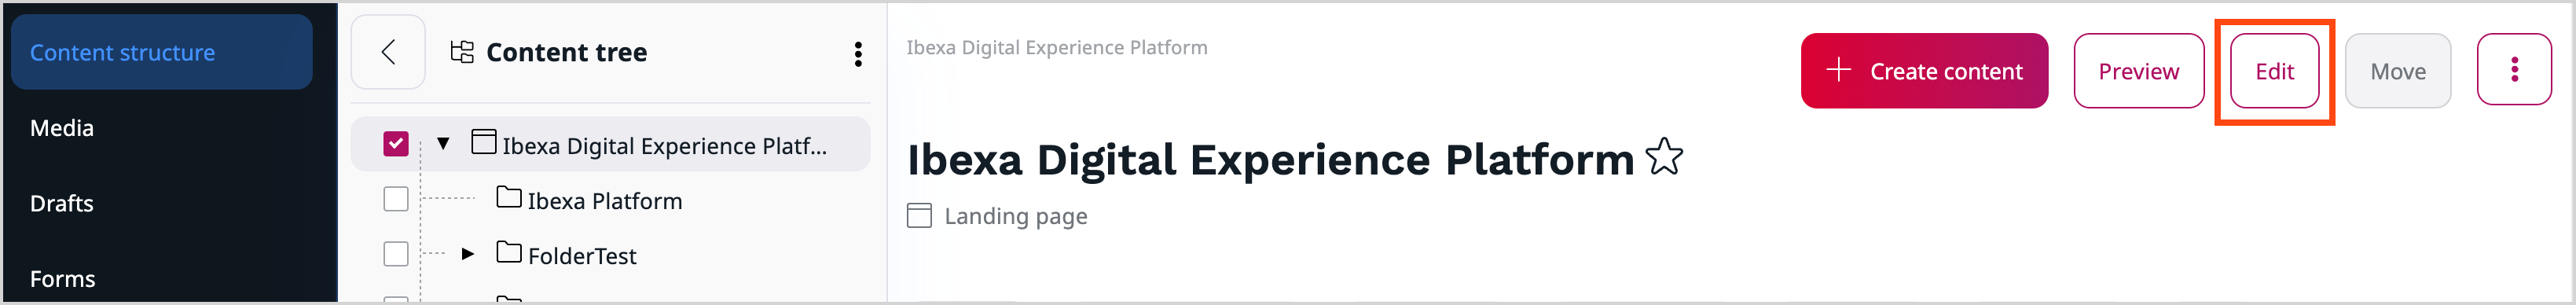 Content structure
Media
Drafts
Forms
Content tree
Ibexa Digital Experience Platf...
Ibexa Platform
FolderTest
Ibexa Digital Experience Platform
Create content
Preview
Edit
Move
Ibexa Digital Experience Platform
Landing page